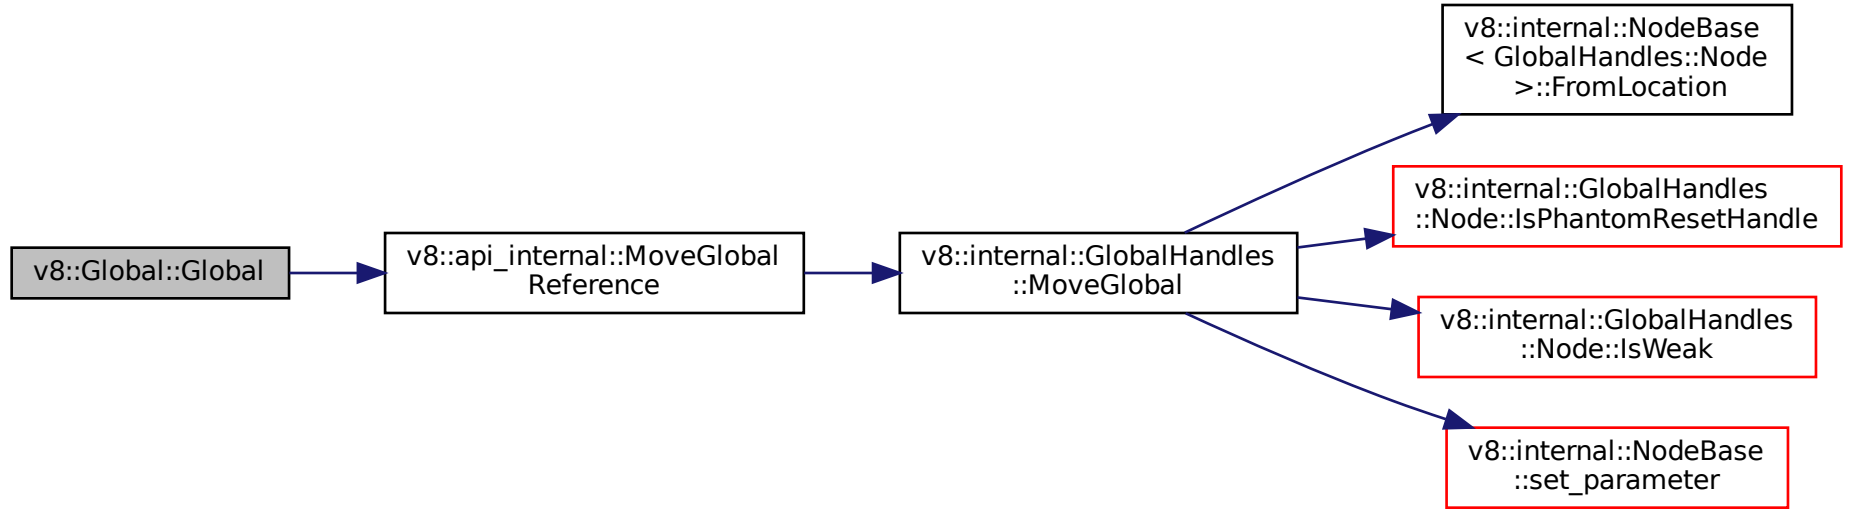 v8::Global::Global
v8::api_internal::MoveGlobal
Reference
v8::internal::GlobalHandles
::MoveGlobal
v8::internal::NodeBase
< GlobalHandles::Node
>::FromLocation
v8::internal::GlobalHandles
::Node::IsPhantomResetHandle
v8::internal::GlobalHandles
::Node::IsWeak
v8::internal::NodeBase
::set_parameter